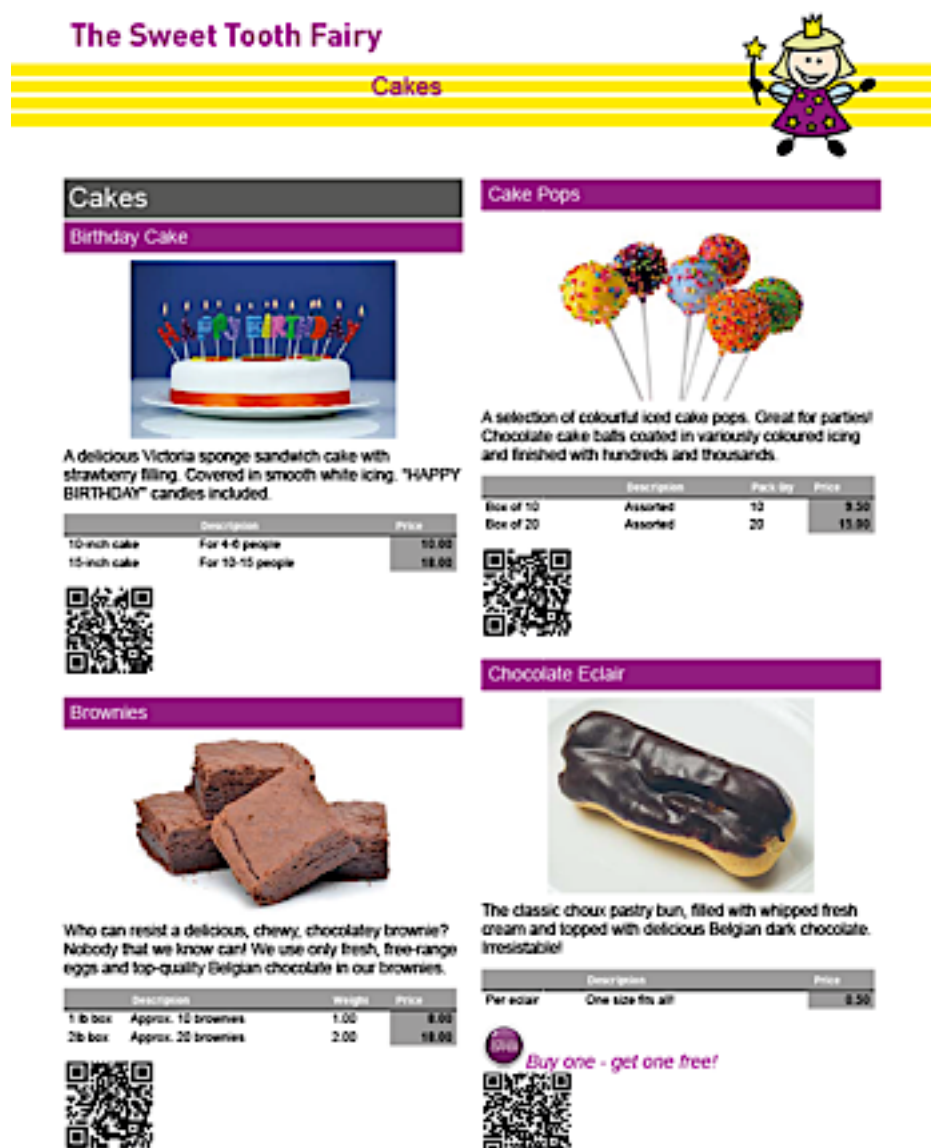 The Sweet Tooth Fairy
Cakes
Cakes
Birthday Cake
HAPPY BIRTHDAY
A delicious Victoria sponge sandwich cake with
strawberry filling. Covered in smooth white icing. "HAPPY
BIRTHDAY" candles included.
Description Price
10-inch cake For 4-6 people 10.00
15-inch cake For 10-15 people 18.00
Brownies
Who can resist a delicious, chewy, chocolatey brownie?
Nobody that we know can! We use only fresh, free-range
eggs and top-quality Belgian chocolate in our brownies.
Description Weight Price
1 lb box Approx. 10 brownies 1.00
2lb box Approx. 20 brownies 2.00
Cake Pops
A selection of colourful iced cake pops. Great for parties!
Chocolate cake balls coated in variously coloured icing
and finished with hundreds and thousands.
Description Pack Qty Price
Box of 10 Assorted 10 9.50
Box of 20 Assorted 20
Chocolate Eclair
The classic choux pastry bun, filled with whipped fresh
cream and topped with delicious Belgian dark chocolate.
Irresistable!
Description Price
Per eclair One size fits all! 0.50
Buy one - get one free!